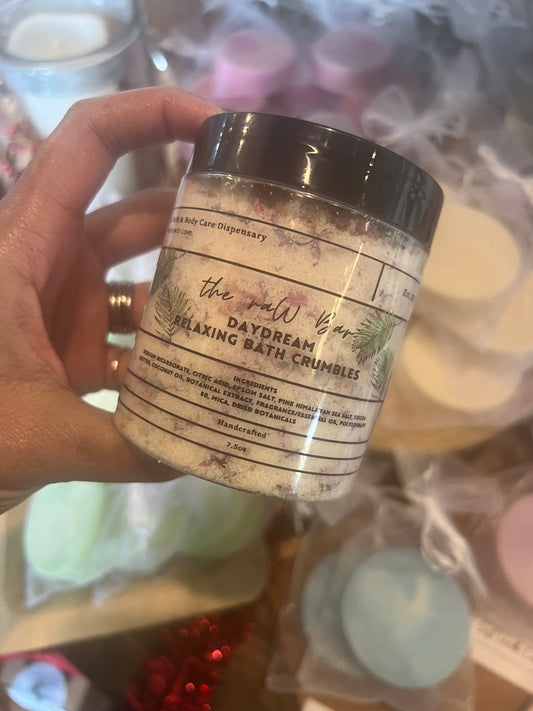 & Body Care Dispensary
LOVE
Est.
the raw Bar
DAYDREAM
RELAXING BATH CRUMBLES
INGREDIENTS
SODIUM BICARBONATE, CITRIC ACID, EPSOM SALT, PINK HIMALAYAN SEA SALT, COCOA
BUTTER, COCONUT OIL, BOTANICAL EXTRACT, FRAGRANCE/ESSENTIAL OIL, POLYSORBATE
80, MICA, DRIED BOTANICALS
Handcrafted
7.5oz